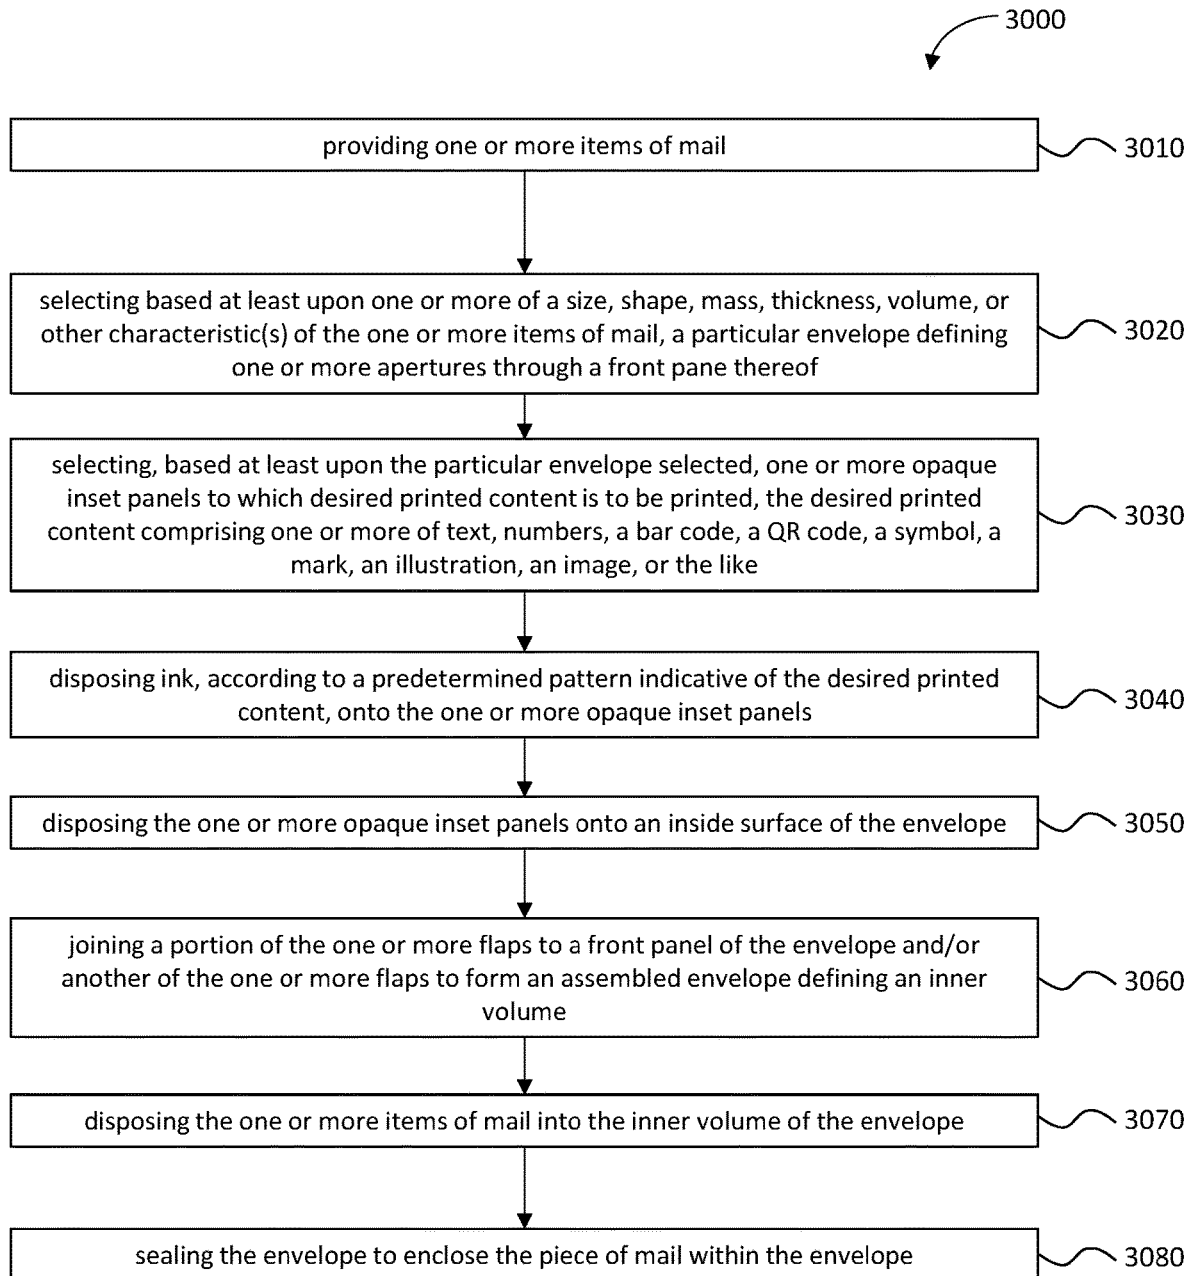 3000
providing one or more items of mail
3010
selecting based at least upon one or more of a size, shape, mass, thickness, volume, or
other characteristic(s) of the one or more items of mail, a particular envelope defining
one or more apertures through a front pane thereof
3020
selecting, based at least upon the particular envelope selected, one or more opaque
inset panels to which desired printed content is to be printed, the desired printed
content comprising one or more of text, numbers, a bar code, a QR code, a symbol, a
mark, an illustration, an image, or the like
3030
disposing ink, according to a predetermined pattern indicative of the desired printed
content, onto the one or more opaque inset panels
3040
disposing the one or more opaque inset panels onto an inside surface of the envelope
3050
joining a portion of the one or more flaps to a front panel of the envelope and/or
another of the one or more flaps to form an assembled envelope defining an inner
volume
3060
disposing the one or more items of mail into the inner volume of the envelope
3070
sealing the envelope to enclose the piece of mail within the envelope
3080